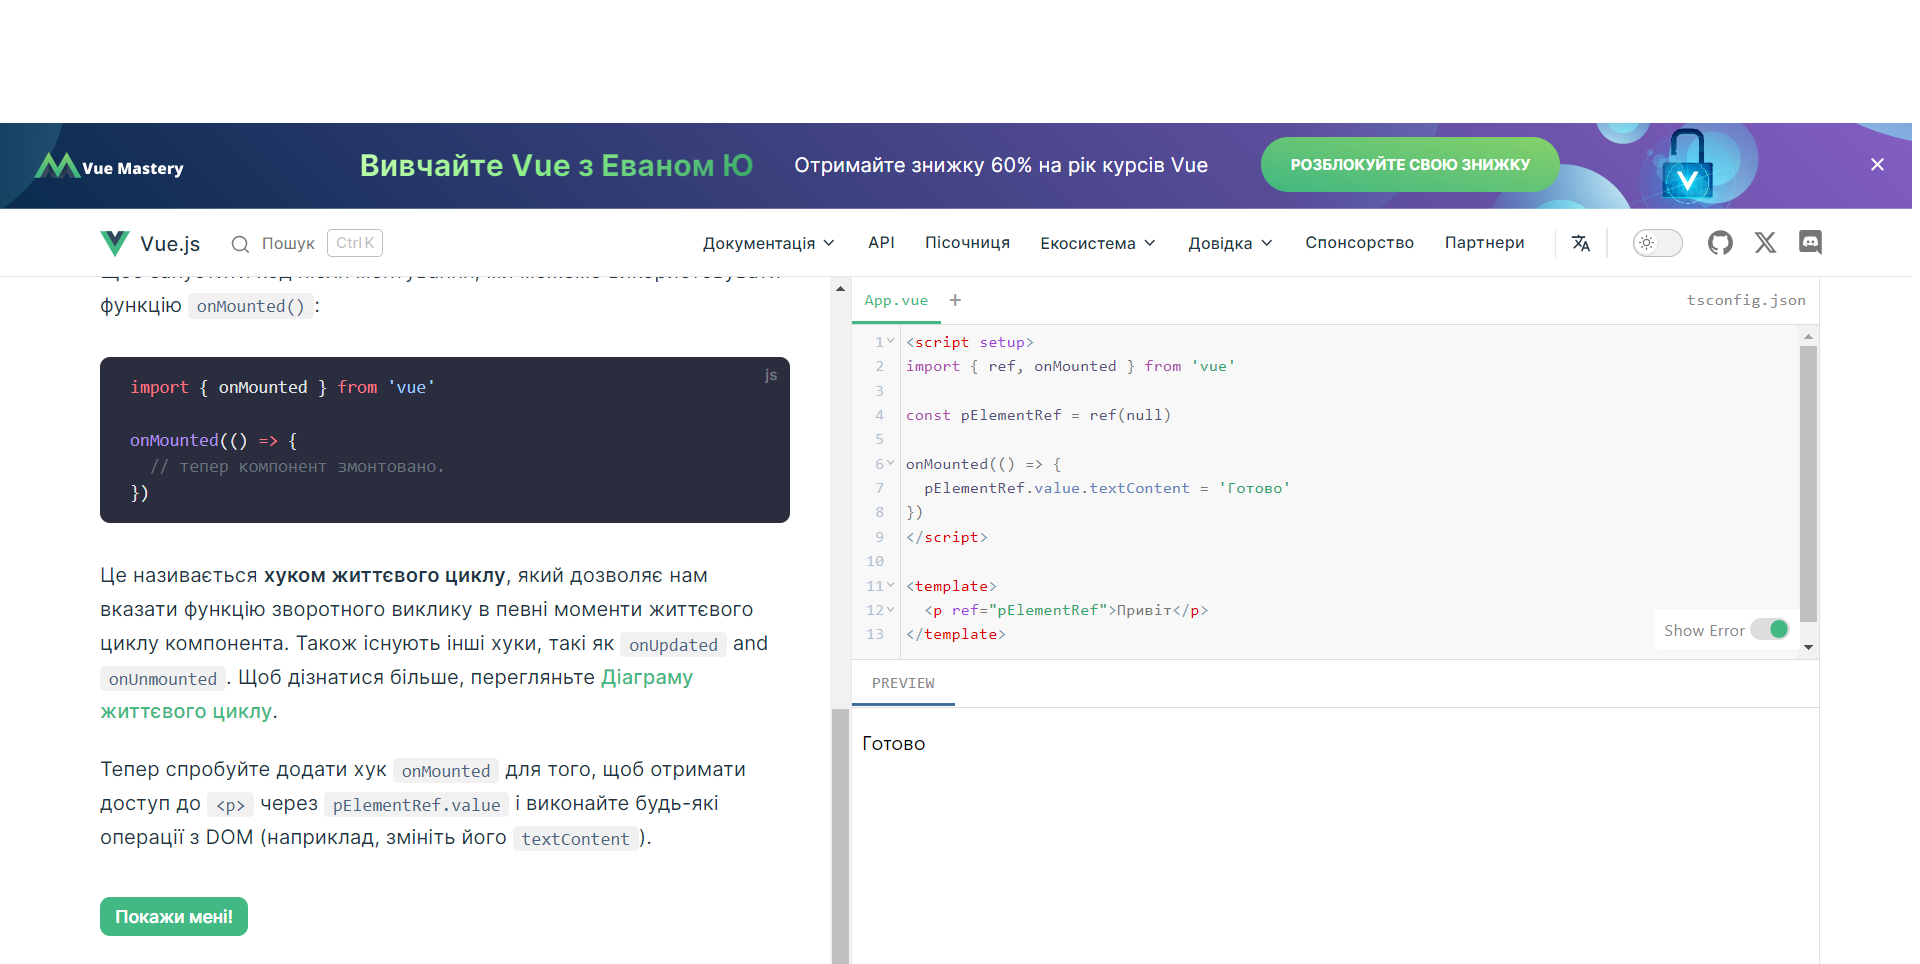 Vue Mastery
Вивчайте Vue з Еваном Ю
Отримайте знижку 60% на рік курсів Vue
РОЗБЛОКУЙТЕ СВОЮ ЗНИЖКУ
Vue.js
Пошук
Ctrl K
Документація
API
Пісочниця
Екосистема
Довідка
Спонсорство
Партнери
функцію onMounted() :
js
import { onMounted } from 'vue'
onMounted(() => {
// тепер компонент змонтовано.
})
Це називається хуком життєвого циклу, який дозволяє нам
вказати функцію зворотного виклику в певні моменти життєвого
циклу компонента. Також існують інші хуки, такі як onUpdated and
onUnmounted . Щоб дізнатися більше, перегляньте Діаграму
життєвого циклу.
Тепер спробуйте додати хук onMounted для того, щоб отримати
доступ до <p> через pElementRef.value і виконайте будь-які
операції з DOM (наприклад, змініть його textContent ).
Покажи мені!
App.vue +
tsconfig.json
1 <script setup>
2 import { ref, onMounted } from 'vue'
3
4 const pElementRef = ref(null)
5
6 onMounted(() => {
7 pElementRef.value.textContent = 'Готово'
8 })
9 </script>
10
11 <template>
12 <p ref="pElementRef">Привіт</p>
13 </template>
Show Error
PREVIEW
Готово